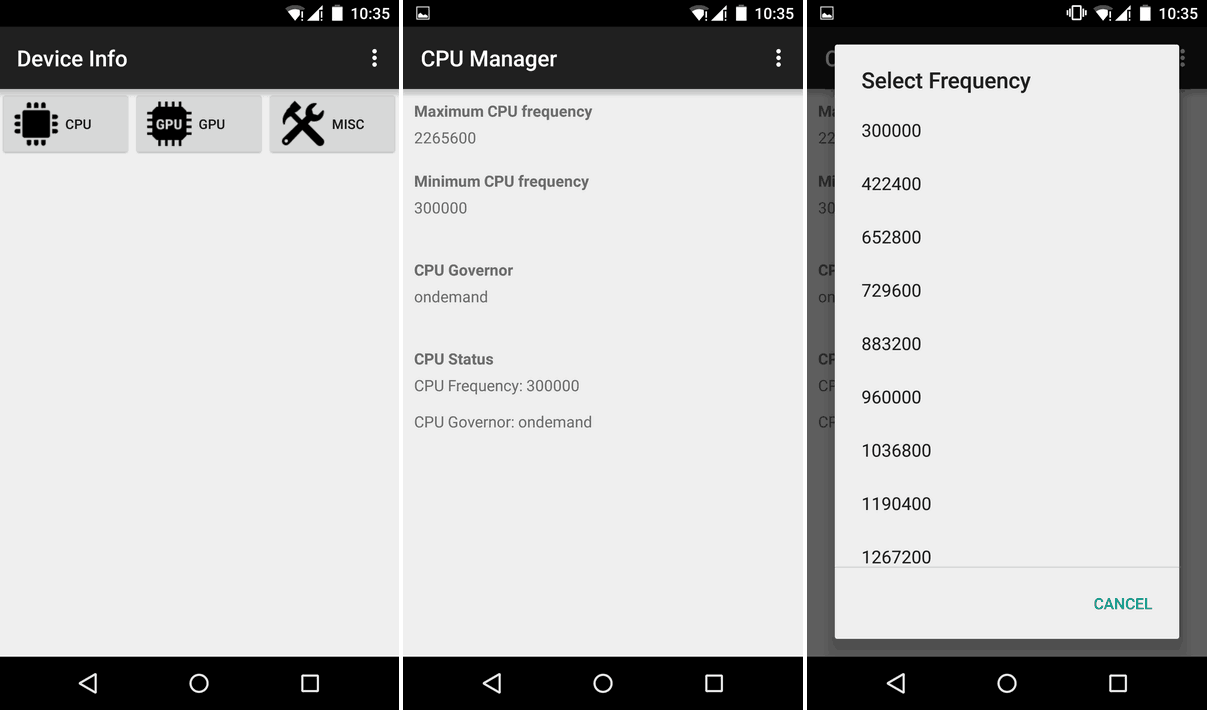 10:35
Device Info
CPU
GPU GPU
MISC
10:35
CPU Manager
Maximum CPU frequency
2265600
Minimum CPU frequency
300000
CPU Governor
ondemand
CPU Status
CPU Frequency: 300000
CPU Governor: ondemand
10:35
C
Ma
22
Mi
30
CP
on
CP
CP
CP
Select Frequency
300000
422400
652800
729600
883200
960000
1036800
1190400
1267200
CANCEL